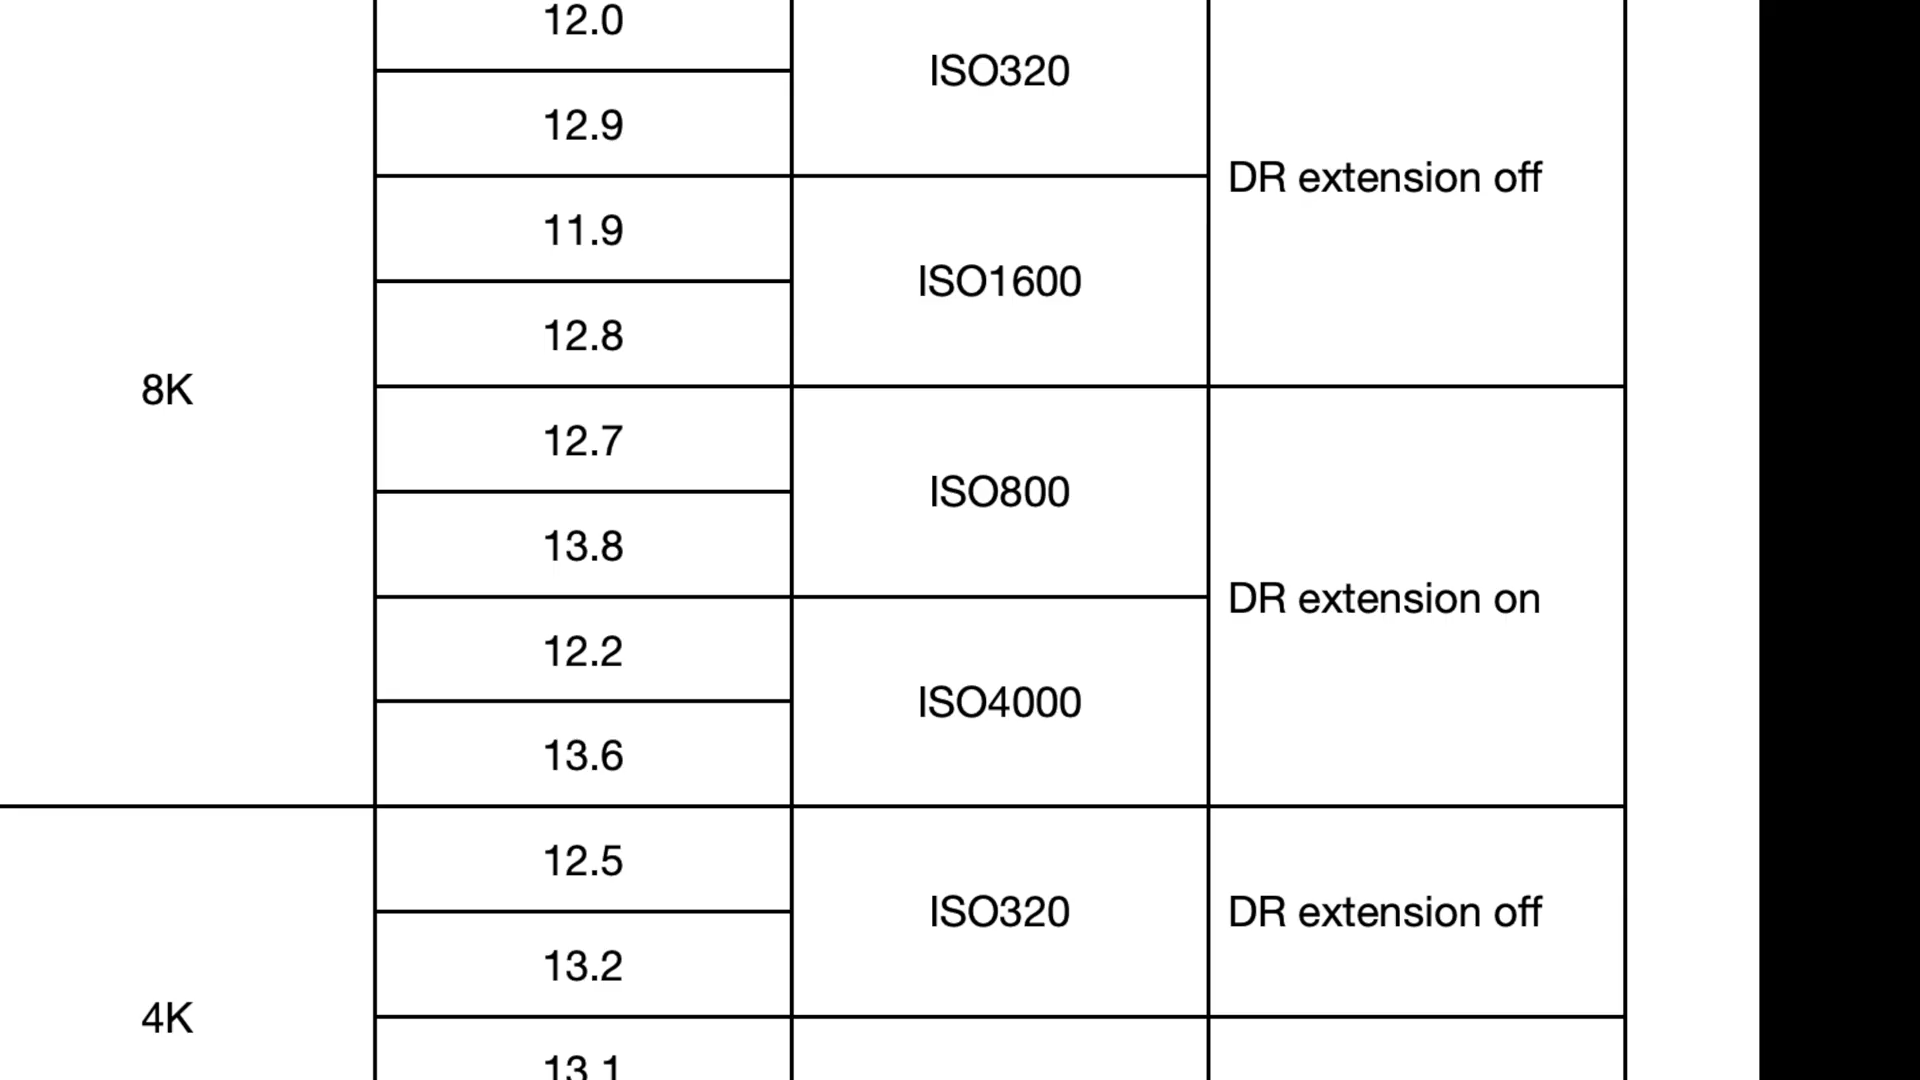 12.0
ISO320
12.9
DR extension off
11.9
ISO1600
12.8
8K
12.7
ISO800
13.8
DR extension on
12.2
ISO4000
13.6
12.5
ISO320
DR extension off
13.2
4K
13.1